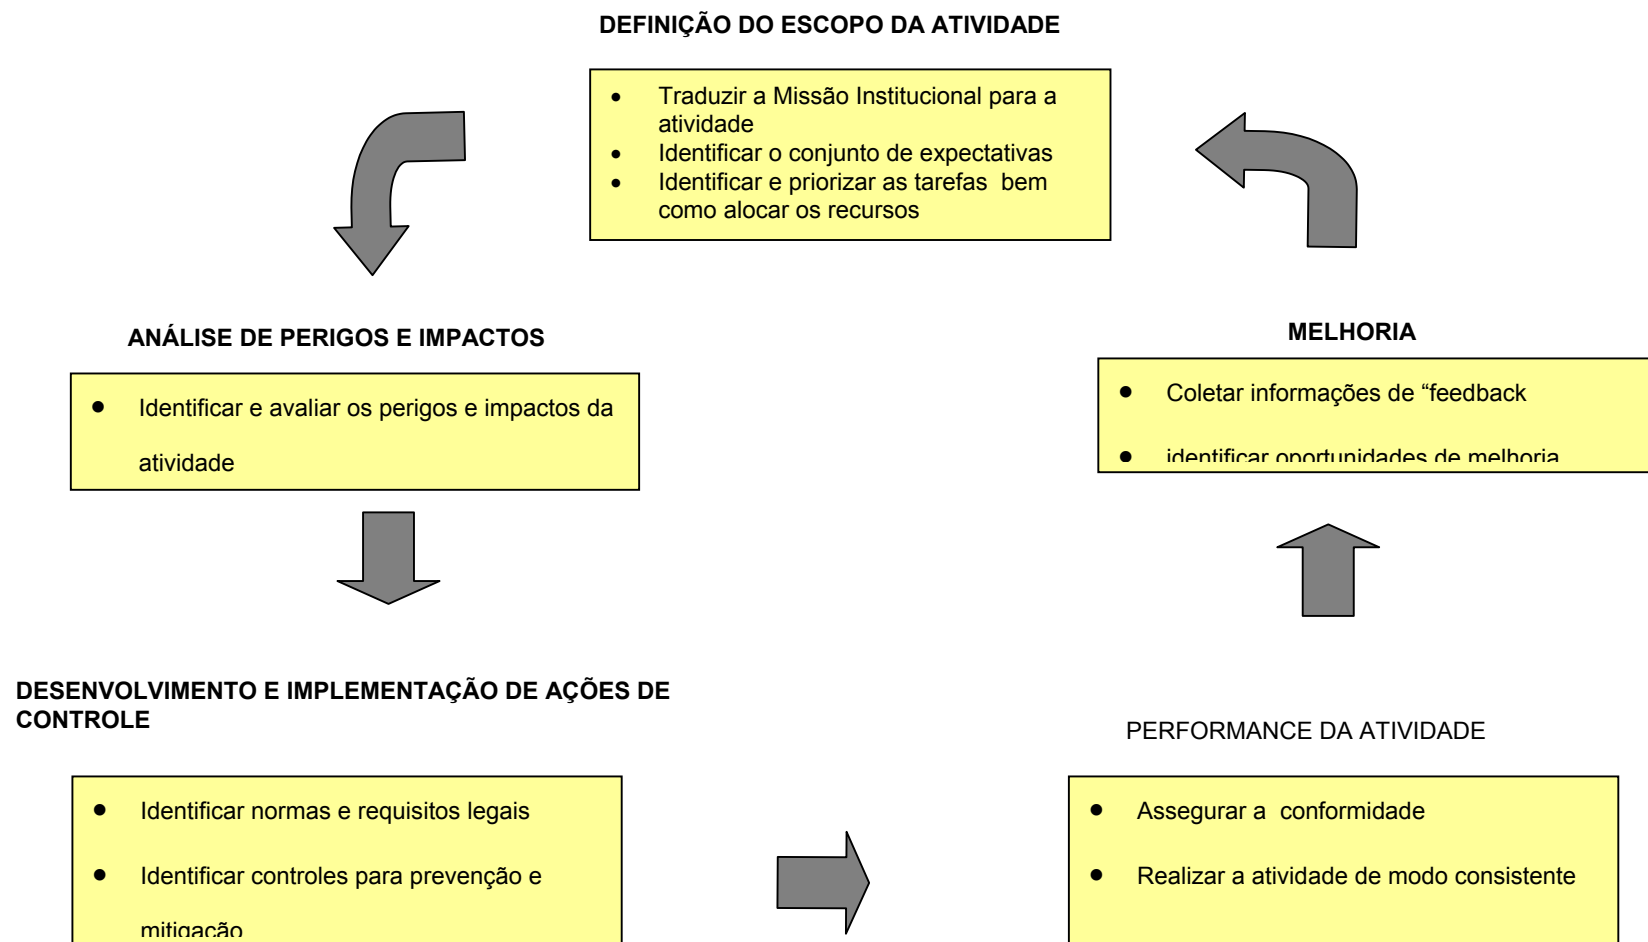 DEFINIÇÃO DO ESCOPO DA ATIVIDADE
• Traduzir a Missão Institucional para a
atividade
• Identificar o conjunto de expectativas
• Identificar e priorizar as tarefas bem
como alocar os recursos
ANÁLISE DE PERIGOS E IMPACTOS
• Identificar e avaliar os perigos e impactos da
atividade
MELHORIA
• Coletar informações de “feedback
• identificar oportunidades de melhoria
DESENVOLVIMENTO E IMPLEMENTAÇÃO DE AÇÕES DE
CONTROLE
• Identificar normas e requisitos legais
• Identificar controles para prevenção e
mitigação
PERFORMANCE DA ATIVIDADE
• Assegurar a conformidade
• Realizar a atividade de modo consistente